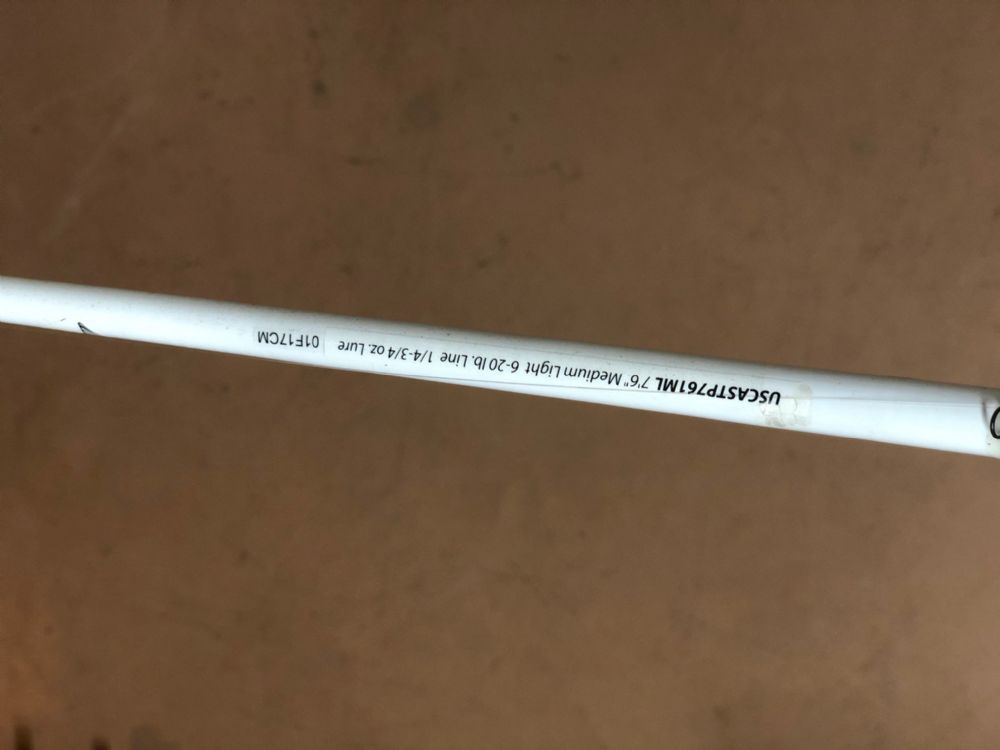 USCASTP761ML 7'6" Medium Light 6-20 lb. Line 1/4-3/4 oz. Lure 01F17CM